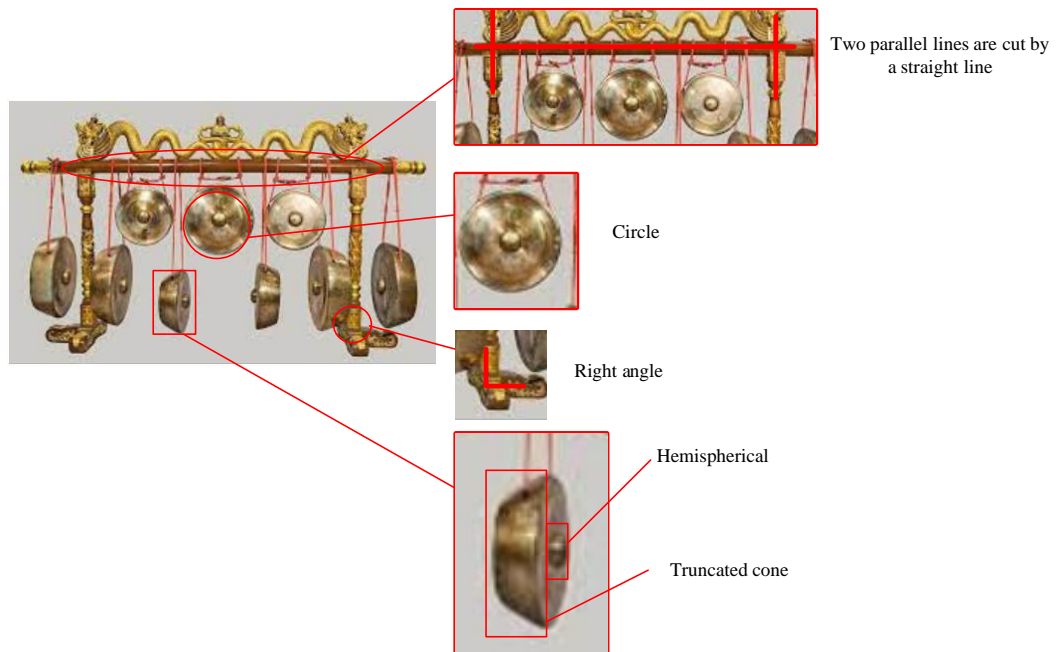 Two parallel lines are cut by
a straight line
Circle
Right angle
Hemispherical
Truncated cone